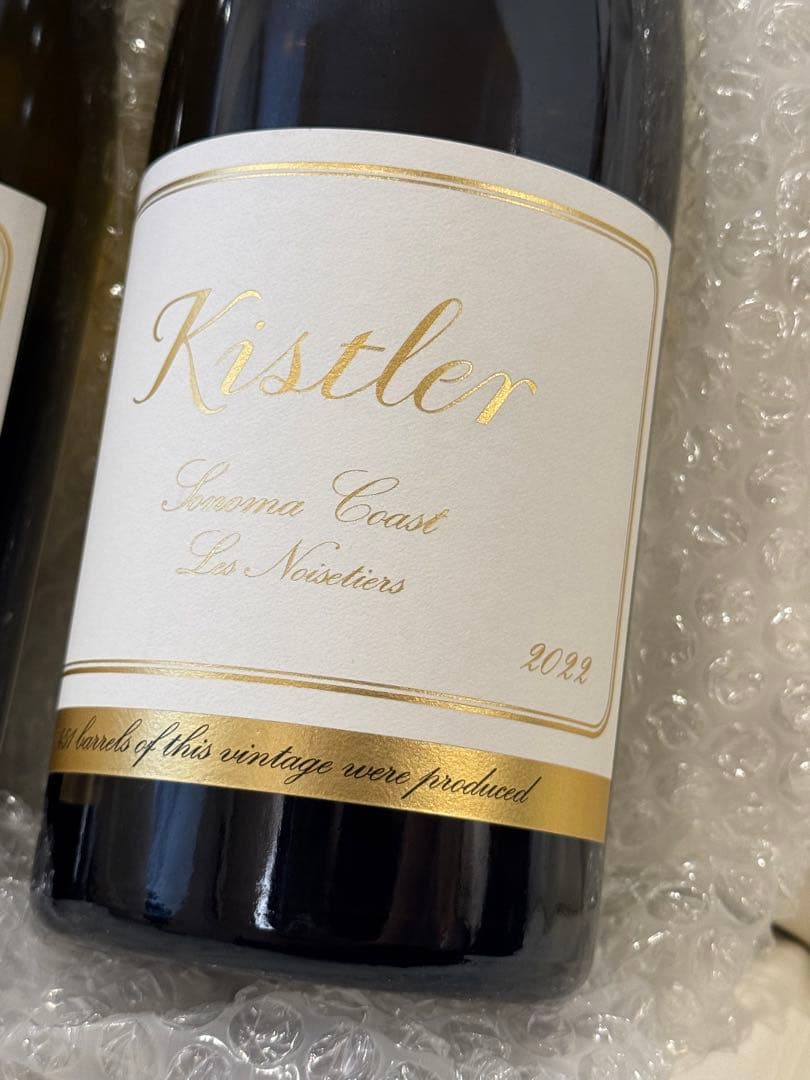 Kistler
Sonoma Coast
Les Noisetiers
2022
barrels of this vintage were produced